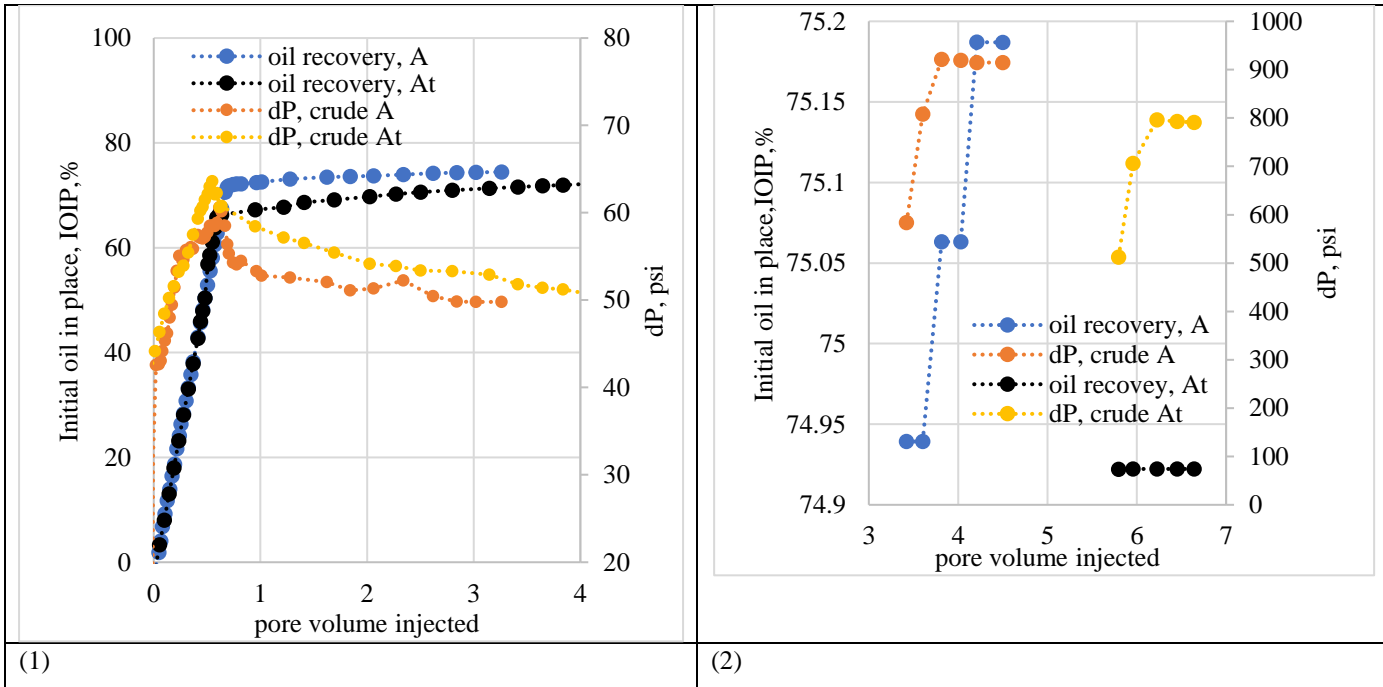 100
80
60
40
20
0
Initial oil in place, IOIP,%
oil recovery, A
oil recovery, At
dP, crude A
dP, crude At
80
70
60
50
40
30
20
dP, psi
0 1 2 3 4
pore volume injected
(1)
75.2
75.15
75.1
75.05
75
74.95
74.9
Initial oil in place,IOIP,%
oil recovery, A
dP, crude A
oil recovey, At
dP, crude At
1000
900
800
700
600
500
400
300
200
100
0
dP, psi
3 4 5 6 7
pore volume injected
(2)